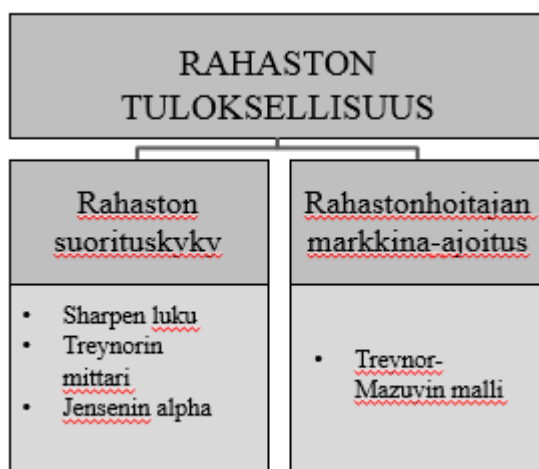 RAHASTON
TULOKSELLISUUS
Rahaston
suorituskyky
• Sharpen luku
• Treynorin
mittari
• Jensenin alpha
Rahastonhoitajan
markkina-ajoitus
• Treynor-
Mazuyin malli